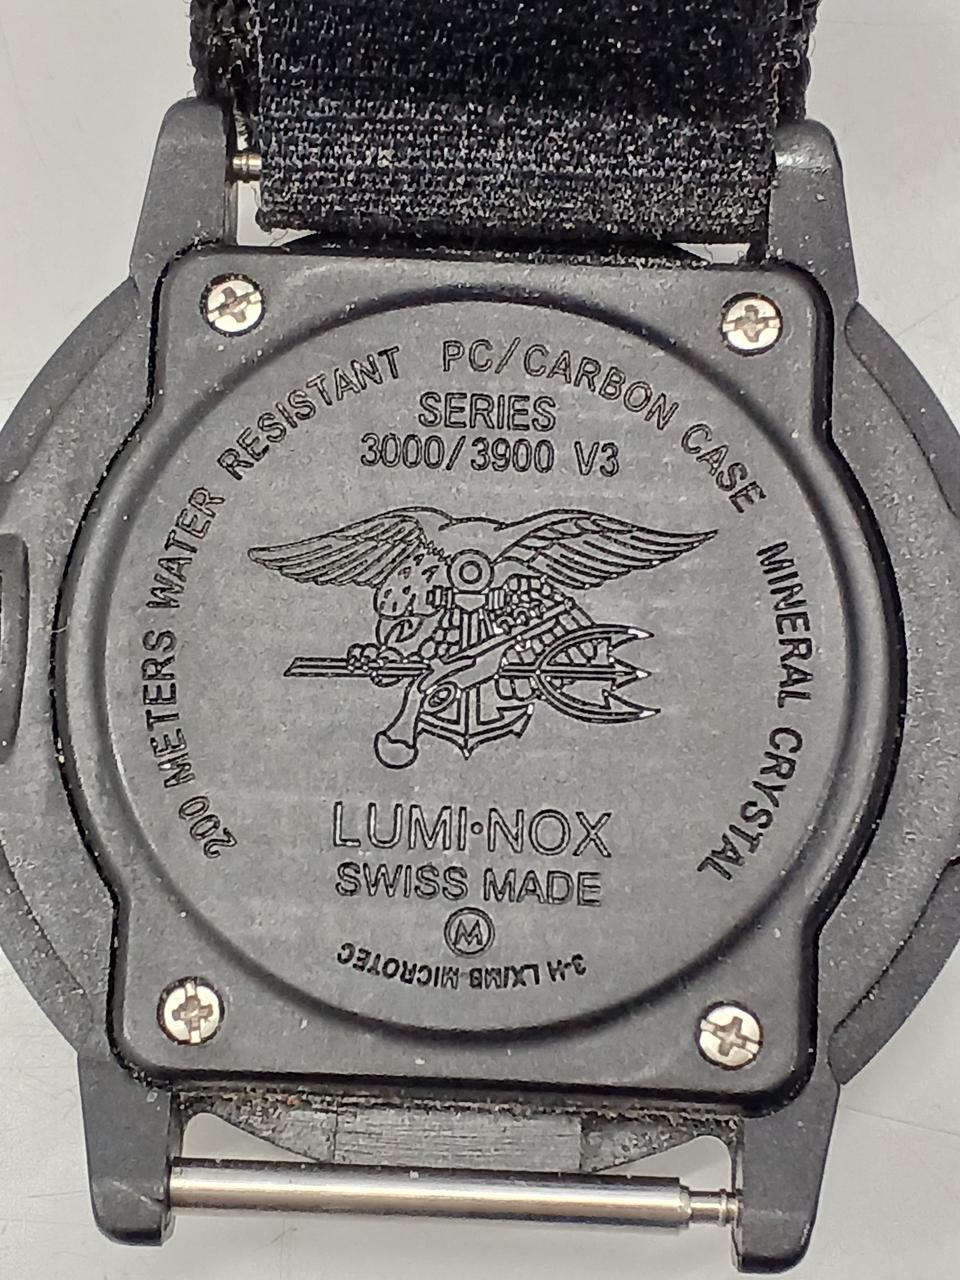 200 METERS WATER RESISTANT PC/CARBON CASE MINERAL CRYSTAL
SERIES
3000/3900 V3
LUMI·NOX
SWISS MADE
M
3-H LXIMB-MICROTEC